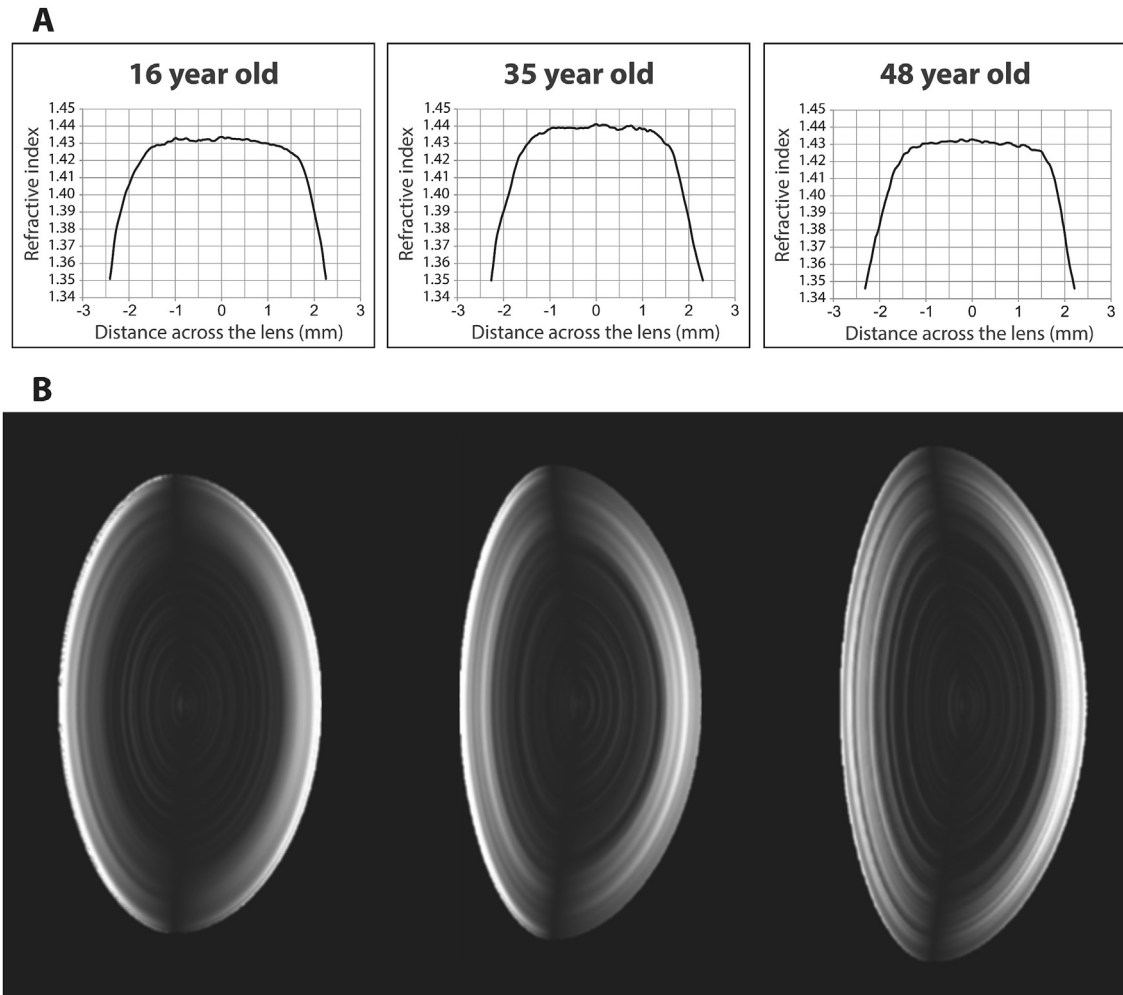 A
16 year old
1.45
1.44
1.43
1.42
1.41
1.40
1.39
1.38
1.37
1.36
1.35
1.34
Refractive index
-3 -2 -1 0 1 2 3
Distance across the lens (mm)
35 year old
1.45
1.44
1.43
1.42
1.41
1.40
1.39
1.38
1.37
1.36
1.35
1.34
Refractive index
-3 -2 -1 0 1 2 3
Distance across the lens (mm)
48 year old
1.45
1.44
1.43
1.42
1.41
1.40
1.39
1.38
1.37
1.36
1.35
1.34
Refractive index
-3 -2 -1 0 1 2 3
Distance across the lens (mm)
B